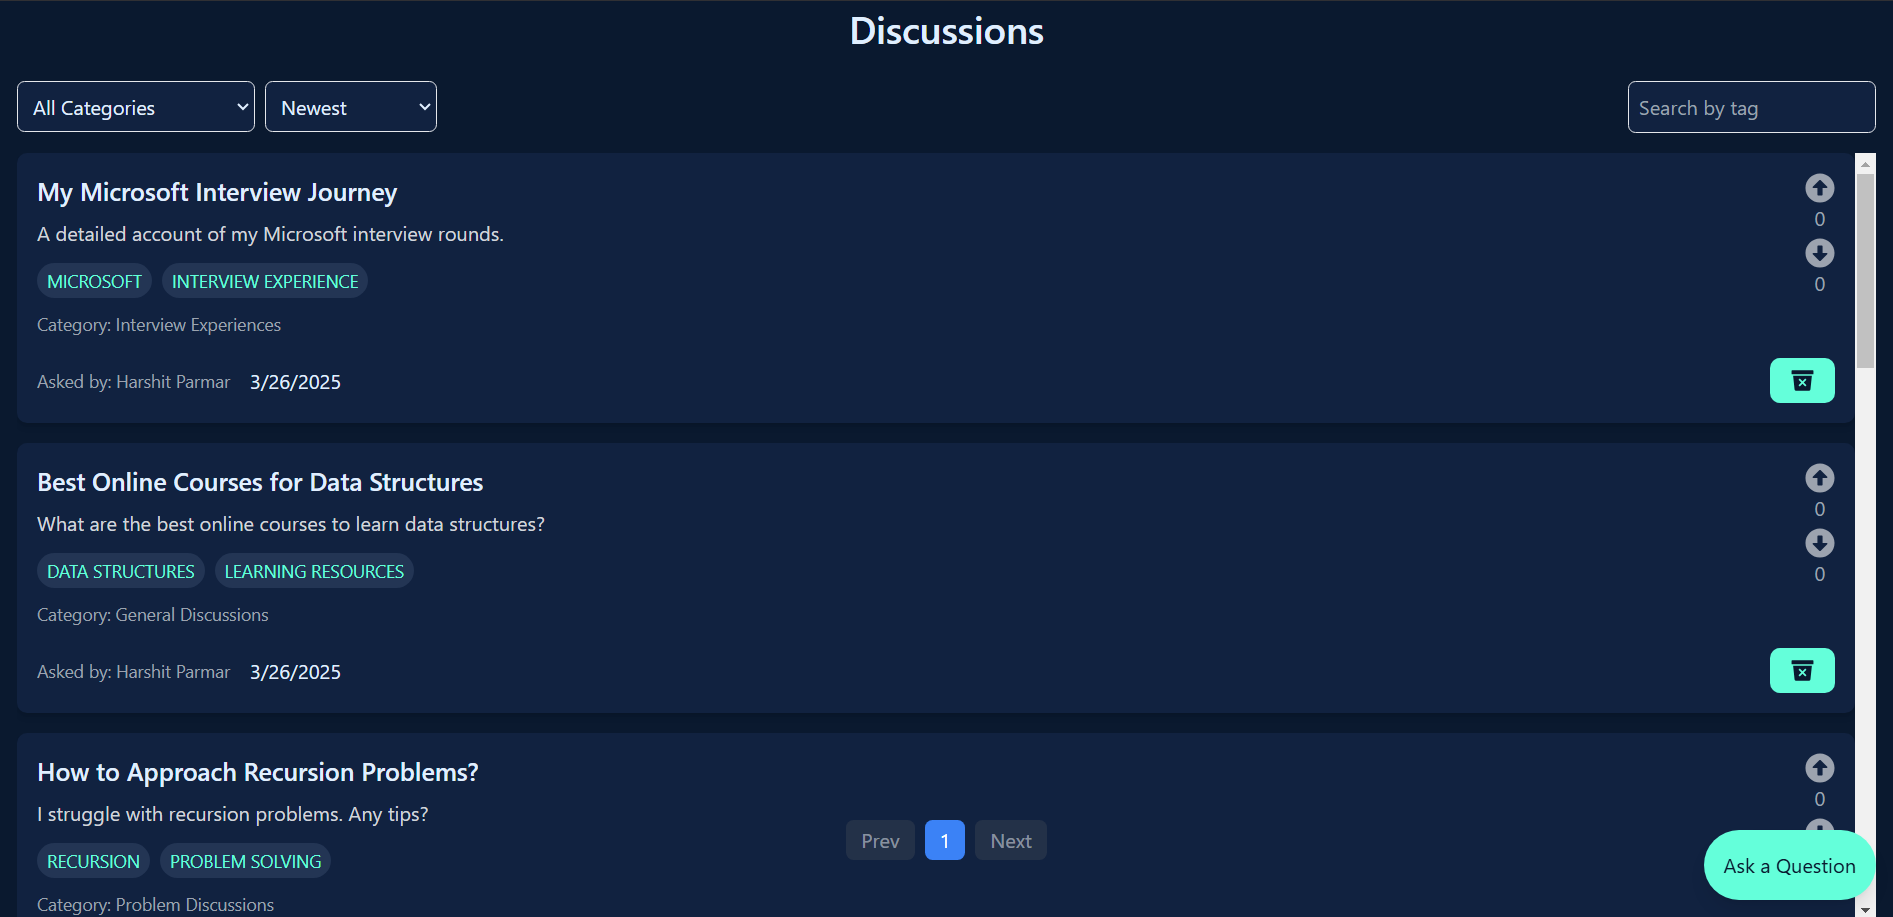 Discussions
All Categories
Newest
Search by tag
My Microsoft Interview Journey
A detailed account of my Microsoft interview rounds.
MICROSOFT
INTERVIEW EXPERIENCE
Category: Interview Experiences
Asked by: Harshit Parmar 3/26/2025
0
0
Best Online Courses for Data Structures
What are the best online courses to learn data structures?
DATA STRUCTURES
LEARNING RESOURCES
Category: General Discussions
Asked by: Harshit Parmar 3/26/2025
0
0
How to Approach Recursion Problems?
I struggle with recursion problems. Any tips?
RECURSION
PROBLEM SOLVING
Category: Problem Discussions
0
Prev 1 Next
Ask a Question